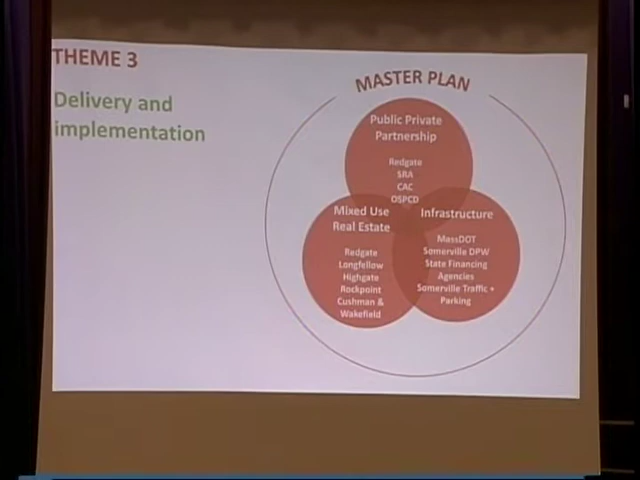 THEME 3
Delivery and
implementation
MASTER PLAN
Public Private
Partnership
Redgate
SRA
CAC
OSPCD
Mixed Use
Real Estate
Redgate
Longfellow
Highgate
Rockpoint
Cushman &
Wakefield
Infrastructure
MassDOT
Somerville DPW
State Financing
Agencies
Somerville Traffic +
Parking